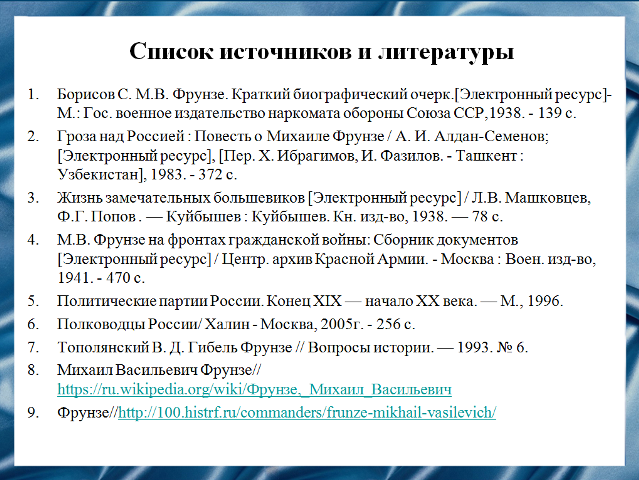 Список источников и литературы
1. Борисов С. М.В. Фрунзе. Краткий биографический очерк.[Электронный ресурс]-
М.: Гос. военное издательство наркомата обороны Союза ССР,1938. - 139 с.
2. Гроза над Россией : Повесть о Михаиле Фрунзе / А. И. Алдан-Семенов;
[Электронный ресурс], [Пер. Х. Ибрагимов, И. Фазилов. - Ташкент :
Узбекистан], 1983. - 372 с.
3. Жизнь замечательных большевиков [Электронный ресурс] / Л.В. Машковцев,
Ф.Г. Попов . — Куйбышев : Куйбышев. Кн. изд-во, 1938. — 78 с.
4. М.В. Фрунзе на фронтах гражданской войны: Сборник документов
[Электронный ресурс] / Центр. архив Красной Армии. - Москва : Воен. изд-во,
1941. - 470 с.
5. Политические партии России. Конец XIX — начало XX века. — М., 1996.
6. Полководцы России/ Халин - Москва, 2005г. - 256 с.
7. Тополянский В. Д. Гибель Фрунзе // Вопросы истории. — 1993. № 6.
8. Михаил Васильевич Фрунзе//
https://ru.wikipedia.org/wiki/Фрунзе,_Михаил_Васильевич
9. Фрунзе//http://100.histrf.ru/commanders/frunze-mikhail-vasilevich/